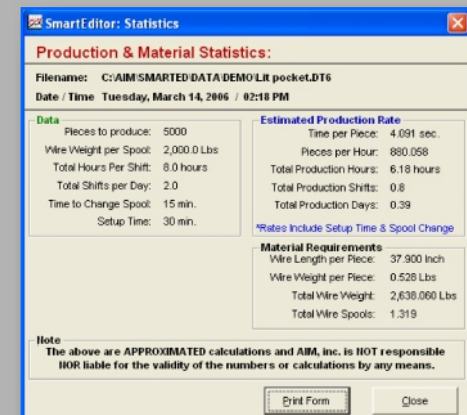 SmartEditor: Statistics
Production & Material Statistics:
Filename: C:\AIM\SMARTED\DATA\DEMO\Lit pocket.DT6
Date / Time Tuesday, March 14, 2006 / 02:18 PM
Data
Pieces to produce: 5000
Wire Weight per Spool: 2,000.0 Lbs
Total Hours Per Shift: 8.0 hours
Total Shifts per Day: 2.0
Time to Change Spool: 15 min.
Setup Time: 30 min.
Estimated Production Rate
Time per Piece: 4.091 sec.
Pieces per Hour: 880.058
Total Production Hours: 6.18 hours
Total Production Shifts: 0.8
Total Production Days: 0.39
*Rates Include Setup Time & Spool Change
Material Requirements
Wire Length per Piece: 37.900 Inch
Wire Weight per Piece: 0.528 Lbs
Total Wire Weight: 2,638.060 Lbs
Total Wire Spools: 1.319
Note
The above are APPROXIMATED calculations and AIM, inc. is NOT responsible
NOR liable for the validity of the numbers or calculations by any means.
Print Form Close